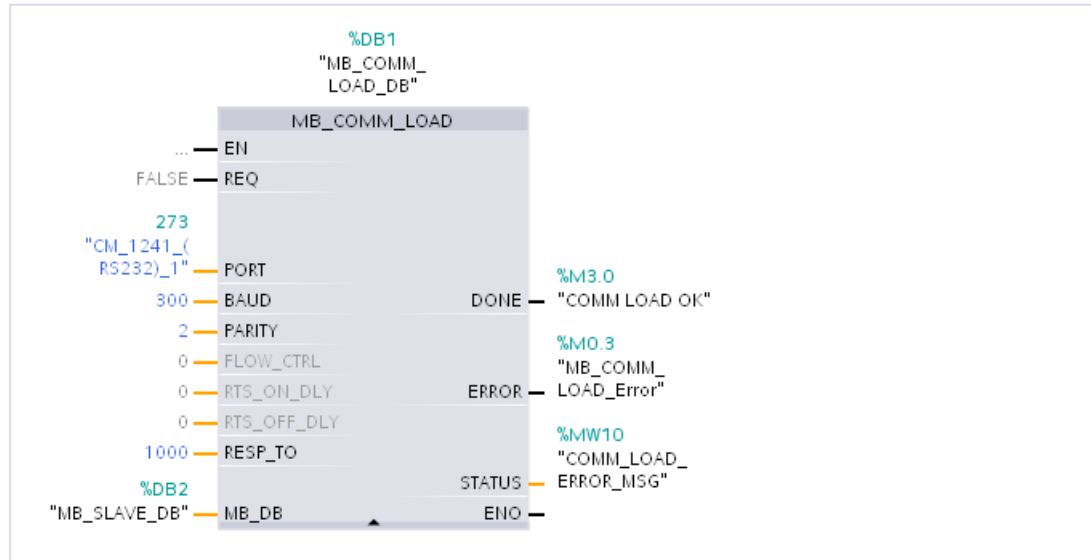 %DB1
"MB_COMM_
LOAD_DB"
MB_COMM_LOAD
... EN
FALSE REQ
273
"CM_1241_(
RS232)_1" PORT
%M3.0
300 BAUD DONE "COMM LOAD OK"
2 PARITY
%M0.3
0 FLOW_CTRL "MB_COMM_
0 RTS_ON_DLY ERROR LOAD_Error"
0 RTS_OFF_DLY
%MW10
1000 RESP_TO "COMM_LOAD_
STATUS ERROR_MSG"
%DB2
"MB_SLAVE_DB" MB_DB ENO